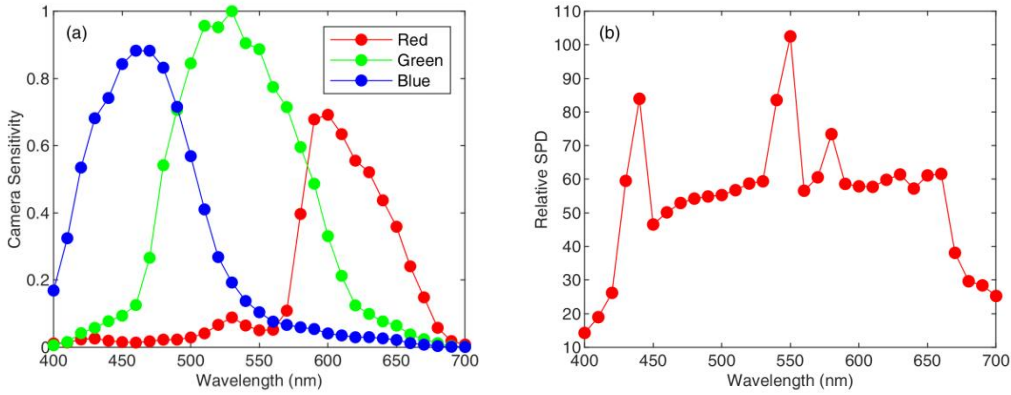 (a)
Red
Green
Blue
Camera Sensitivity
1
0.8
0.6
0.4
0.2
0
400 450 500 550 600 650 700
Wavelength (nm)
(b)
Relative SPD
110
100
90
80
70
60
50
40
30
20
10
400 450 500 550 600 650 700
Wavelength (nm)